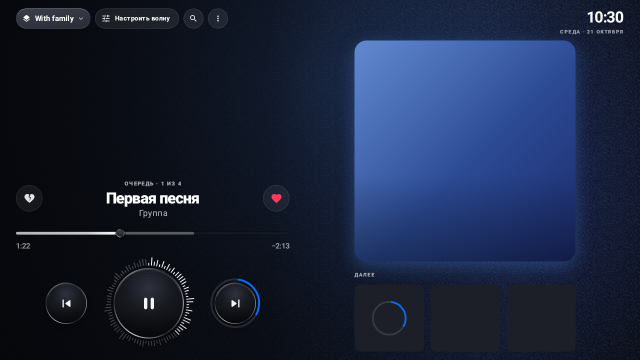 With family
Настроить волну
10:30
СРЕДА · 21 ОКТЯБРЯ
ОЧЕРЕДЬ · 1 ИЗ 4
Первая песня
Группа
1:22
−2:13
ДАЛЕЕ